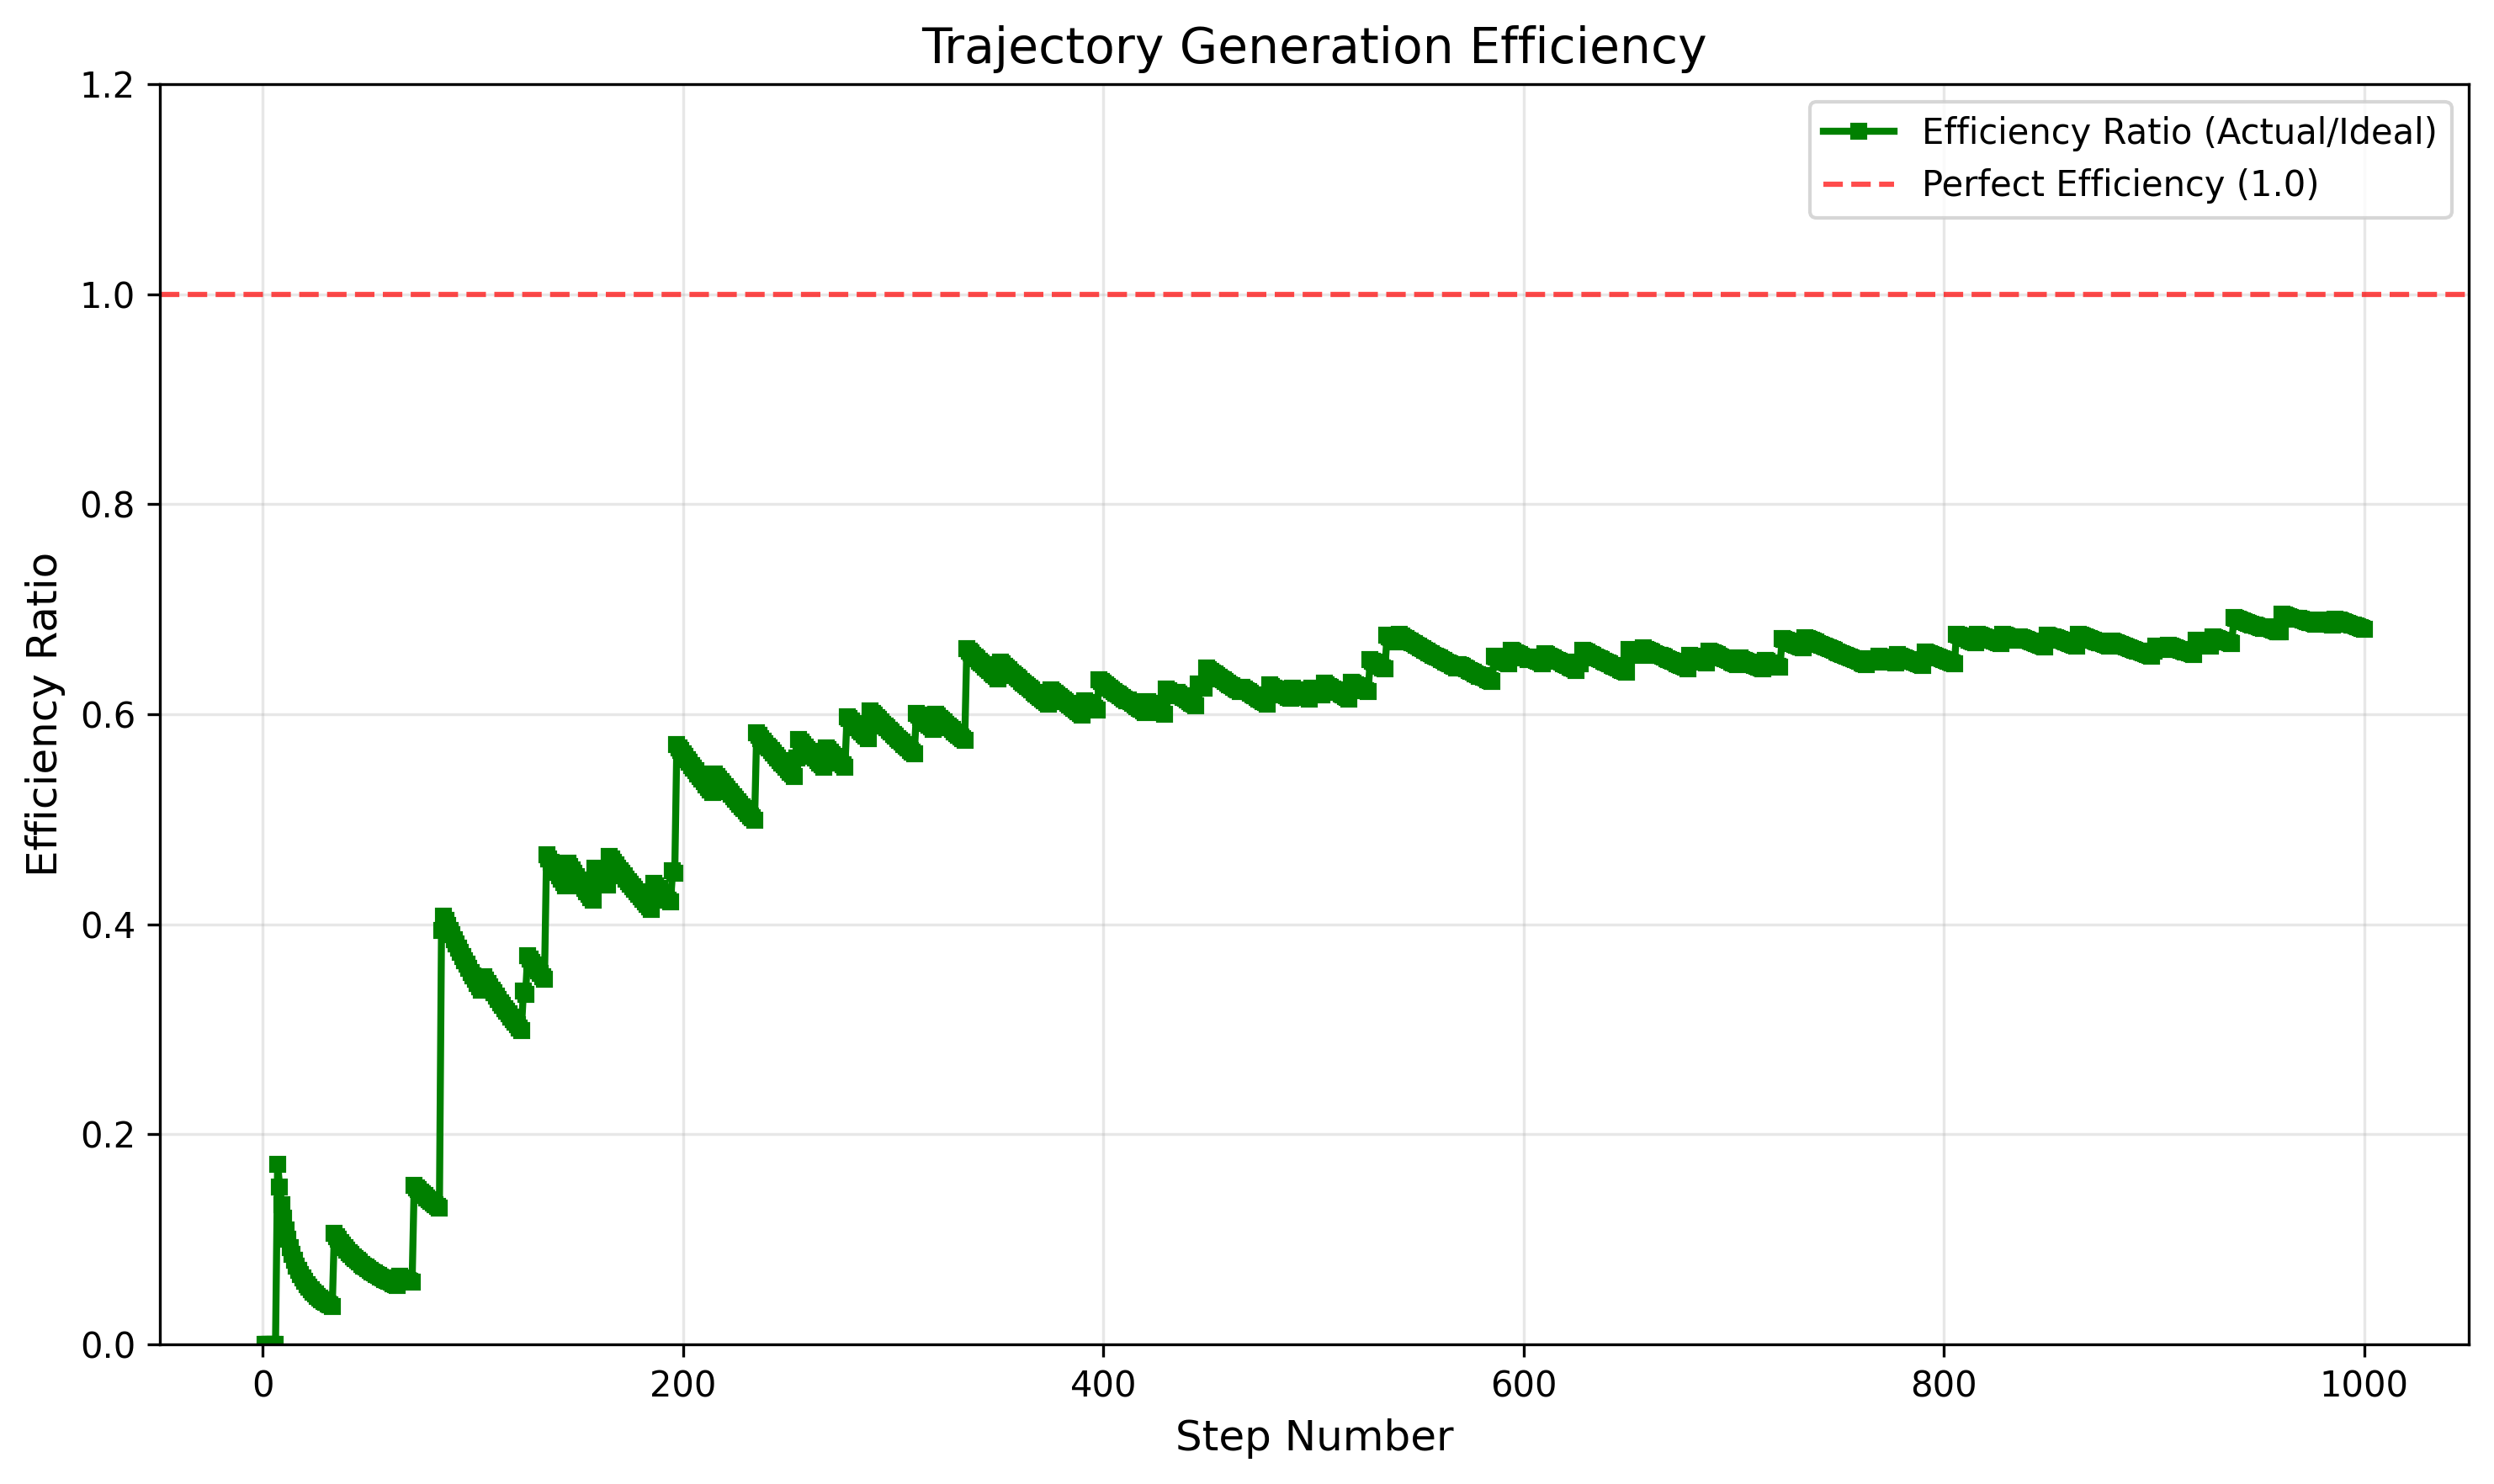 Trajectory Generation Efficiency
Efficiency Ratio (Actual/Ideal)
Perfect Efficiency (1.0)
Efficiency Ratio
1.2
1.0
0.8
0.6
0.4
0.2
0.0
0 200 400 600 800 1000
Step Number